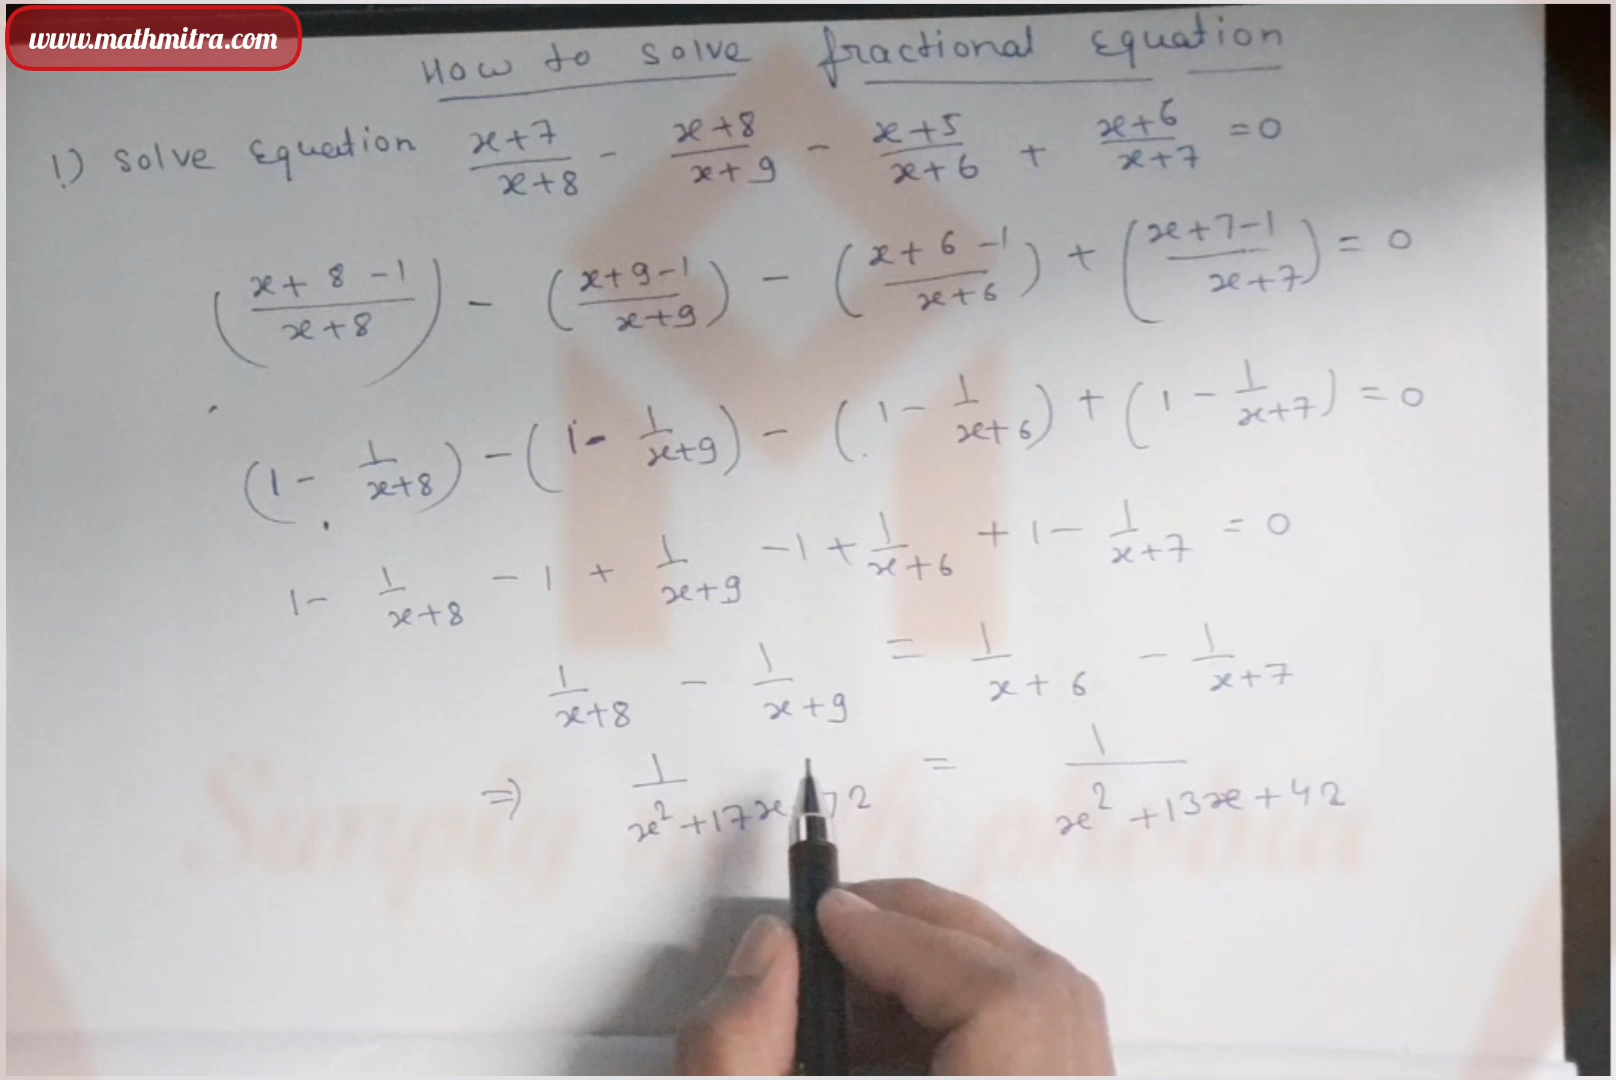 www.mathmitra.com
How to solve fractional Equation
1) Solve Equation (x+7)/(x+8) - (x+8)/(x+9) - (x+5)/(x+6) + (x+6)/(x+7) = 0
((x+8-1)/(x+8)) - ((x+9-1)/(x+9)) - ((x+6-1)/(x+6)) + ((x+7-1)/(x+7)) = 0
(1 - 1/(x+8)) - (1 - 1/(x+9)) - (1 - 1/(x+6)) + (1 - 1/(x+7)) = 0
1 - 1/(x+8) - 1 + 1/(x+9) - 1 + 1/(x+6) + 1 - 1/(x+7) = 0
1/(x+8) - 1/(x+9) = 1/(x+6) - 1/(x+7)
⇒ 1/(x²+17x 72) = 1/(x²+13x+42)